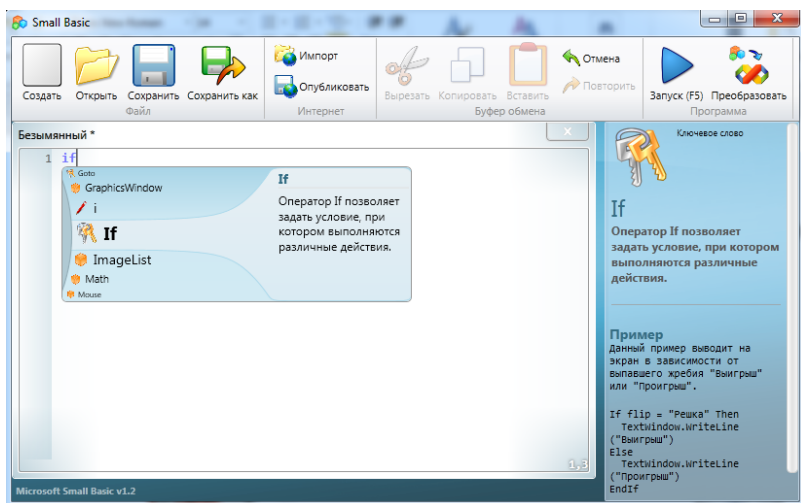 Small Basic
Создать
Открыть
Сохранить
Сохранить как
Файл
Импорт
Опубликовать
Интернет
Вырезать
Копировать
Вставить
Буфер обмена
Отмена
Повторить
Запуск (F5)
Преобразовать
Программа
Безымянный *
1 if
Goto
GraphicsWindow
i
If
ImageList
Math
Mouse
If
Оператор If позволяет
задать условие, при
котором выполняются
различные действия.
1,3
Microsoft Small Basic v1.2
Ключевое слово
If
Оператор If позволяет
задать условие, при котором
выполняются различные
действия.
Пример
Данный пример выводит на
экран в зависимости от
выпавшего жребия "Выигрыш"
или "Проигрыш".
If flip = "Решка" Then
TextWindow.WriteLine
("Выигрыш")
Else
TextWindow.WriteLine
("Проигрыш")
EndIf